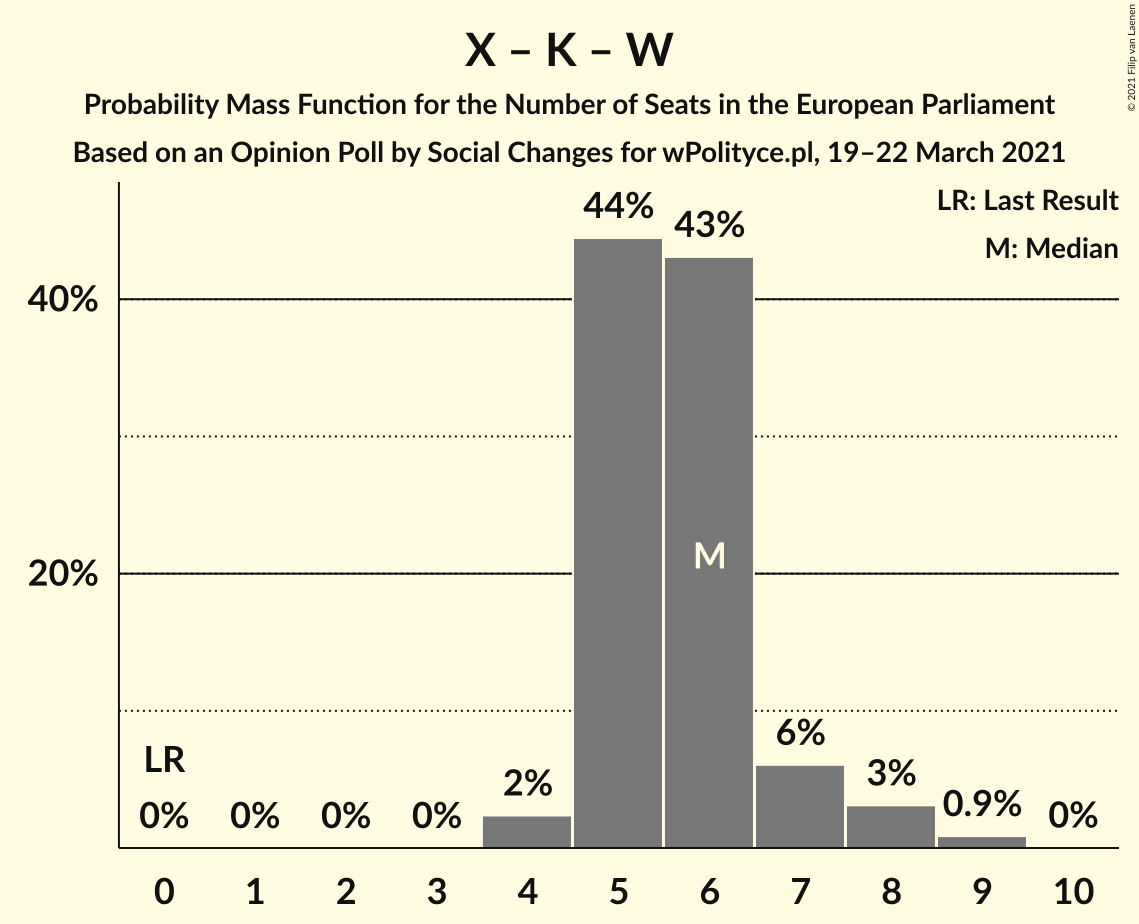 X – K – W
Probability Mass Function for the Number of Seats in the European Parliament
Based on an Opinion Poll by Social Changes for wPolityce.pl, 19–22 March 2021
© 2021 Filip van Laenen
LR: Last Result
M: Median
44%
43%
40%
M
20%
6%
LR
3%
2%
0.9%
0%
0%
0%
0%
0%
0 1 2 3 4 5 6 7 8 9 10